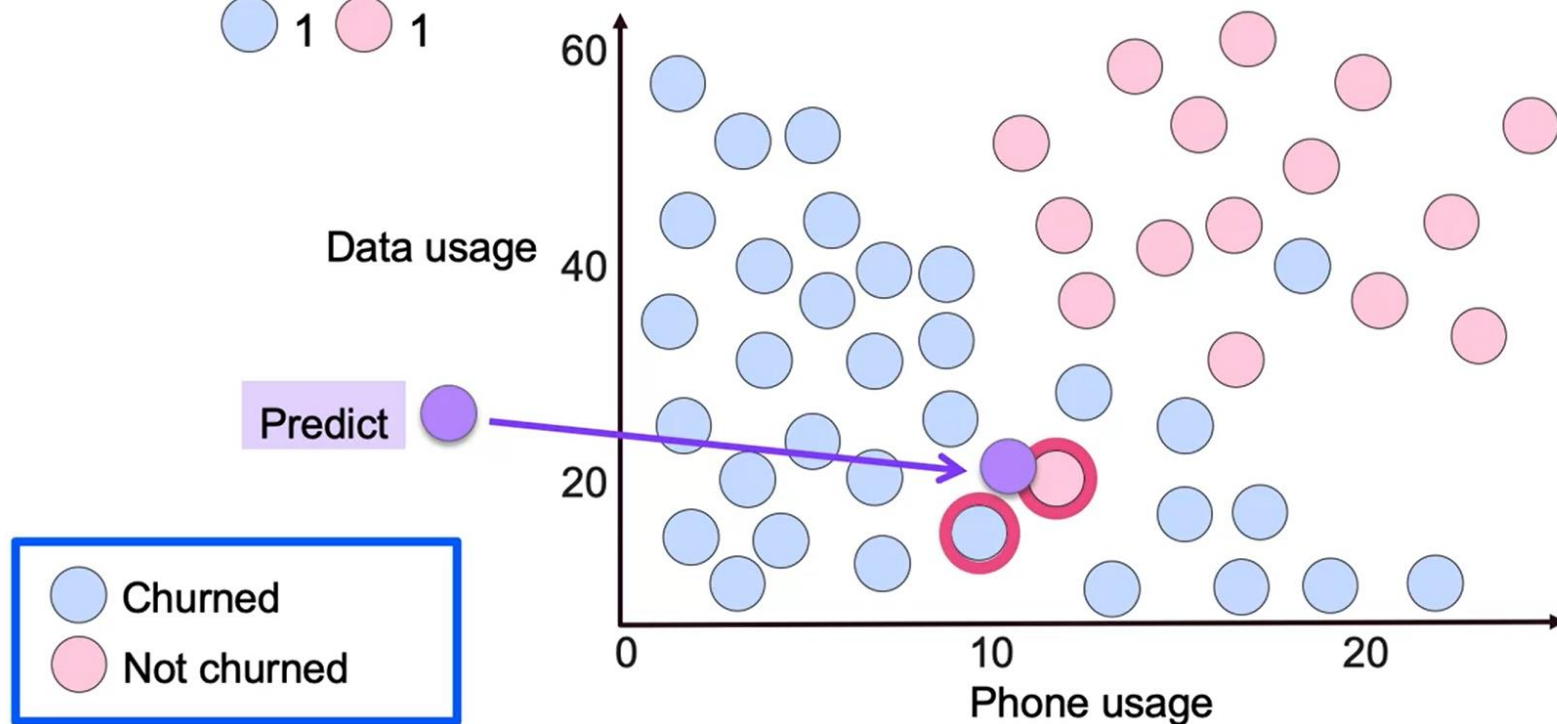 1 1
60
Data usage
40
Predict
20
Churned
Not churned
0 10 20
Phone usage